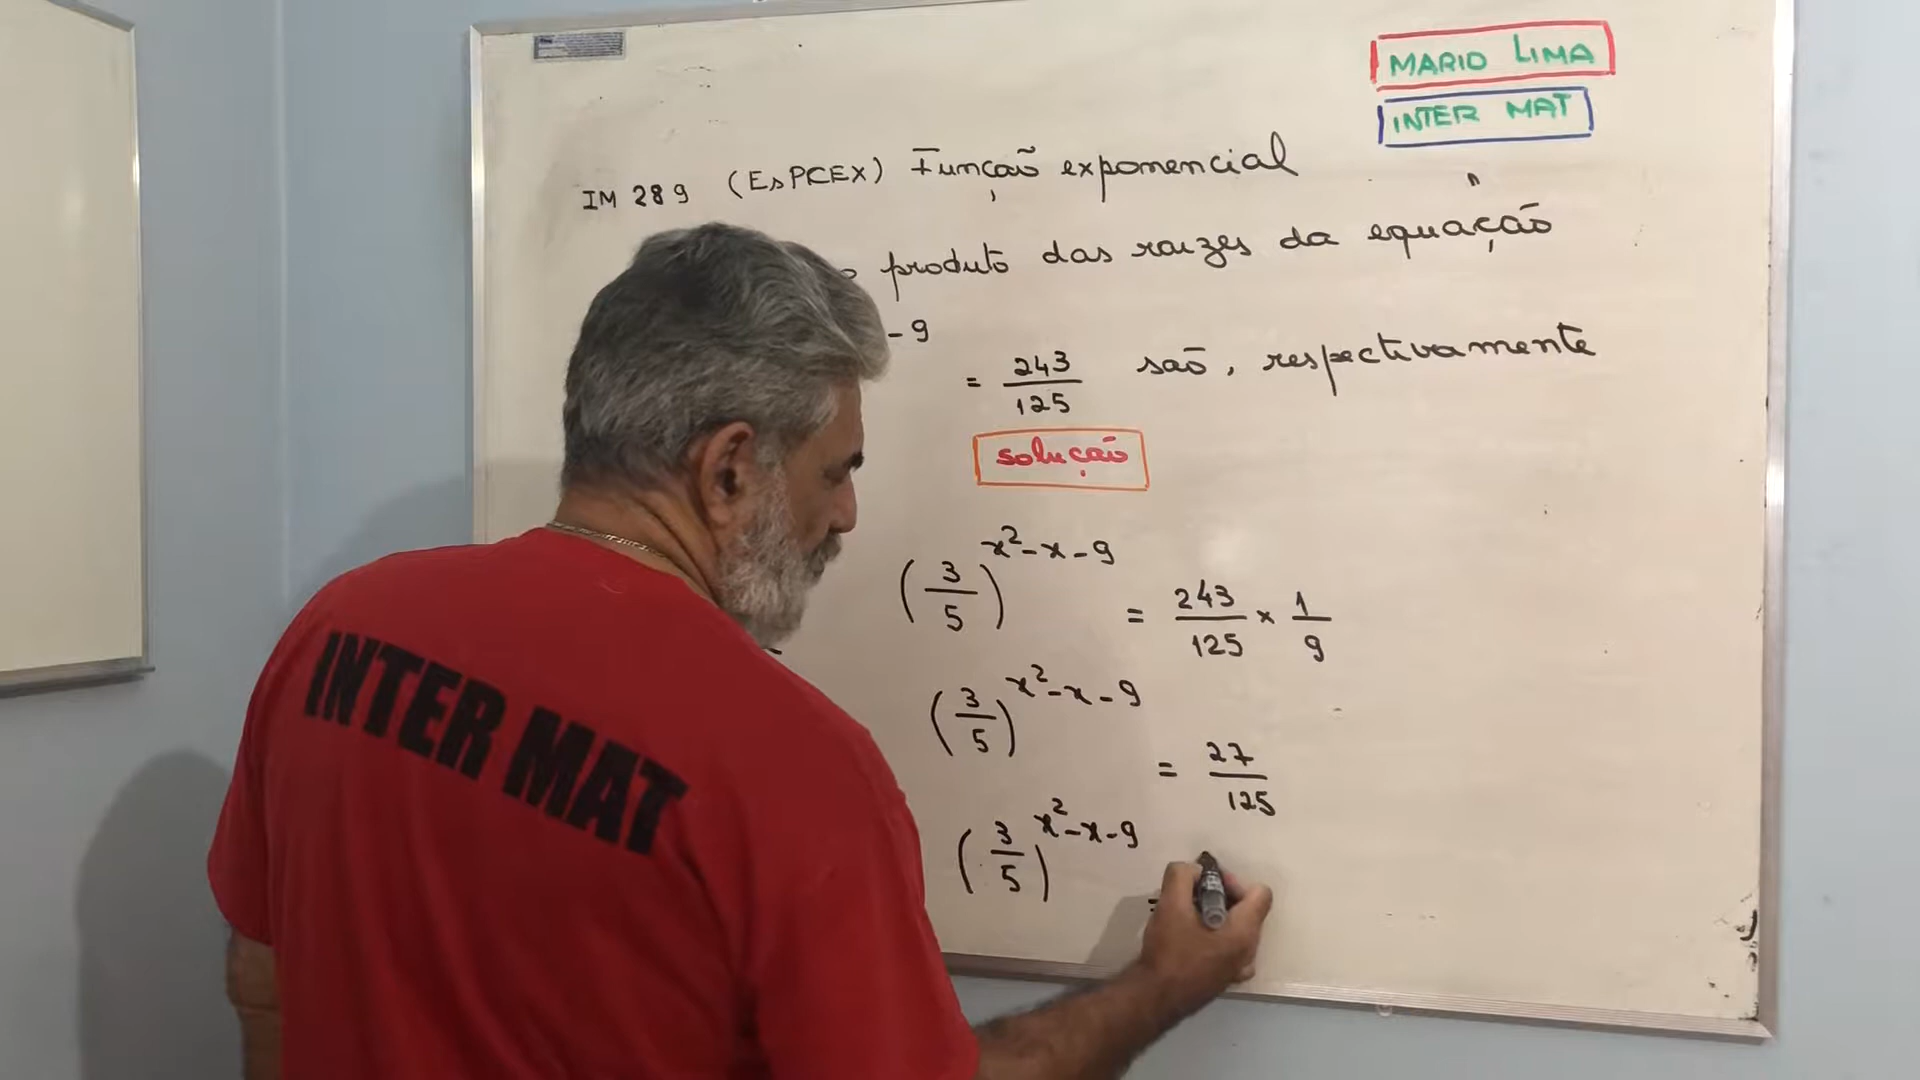 MARIO LIMA
INTER MAT
IM 289 (EsPCEX) Função exponencial
o produto das raızes da equação
- 9
= 243/125 são, respectivamente
solução
(3/5)^x²-x-9 = 243/125 × 1/9
(3/5)^x²-x-9 = 27/125
(3/5)^x²-x-9 =
INTER MAT